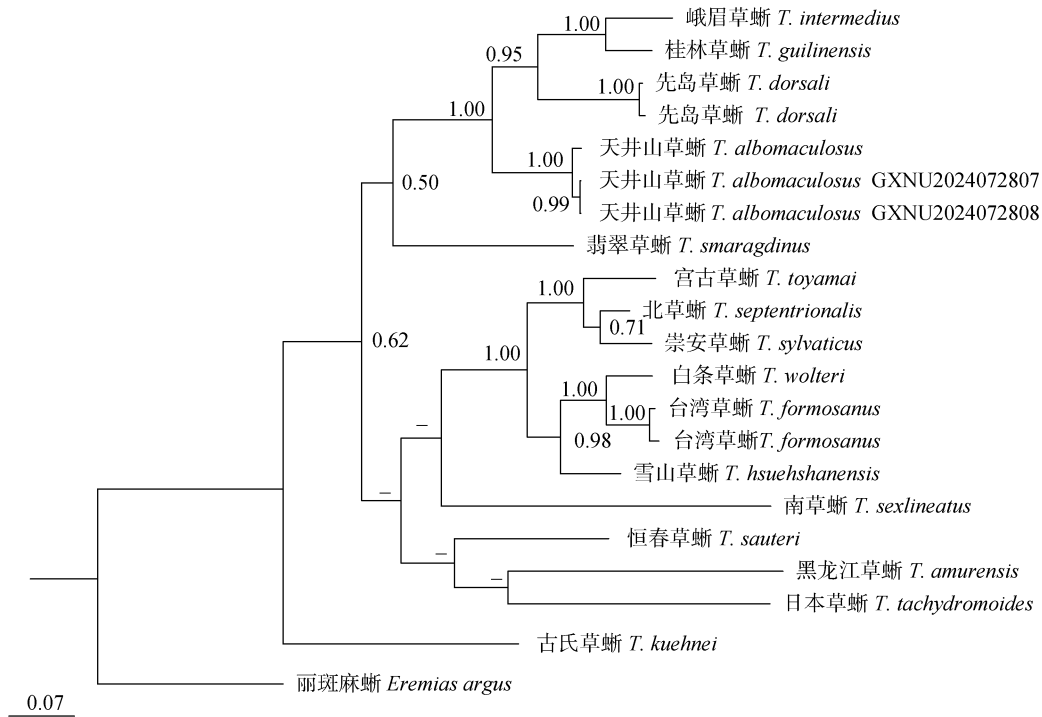 1.00
峨眉草蜥 T. intermedius
桂林草蜥 T. guilinensis
0.95
1.00
先岛草蜥 T. dorsali
先岛草蜥 T. dorsali
1.00
1.00
天井山草蜥 T. albomaculosus
天井山草蜥 T. albomaculosus GXNU2024072807
0.99
天井山草蜥 T. albomaculosus GXNU2024072808
0.50
翡翠草蜥 T. smaragdinus
宫古草蜥 T. toyamai
1.00
北草蜥 T. septentrionalis
0.71
崇安草蜥 T. sylvaticus
0.62
1.00
白条草蜥 T. wolteri
1.00
台湾草蜥 T. formosanus
1.00
台湾草蜥T. formosanus
0.98
雪山草蜥 T. hsuehshanensis
–
南草蜥 T. sexlineatus
–
恒春草蜥 T. sauteri
–
黑龙江草蜥 T. amurensis
–
日本草蜥 T. tachydromoides
古氏草蜥 T. kuehnei
丽斑麻蜥 Eremias argus
0.07